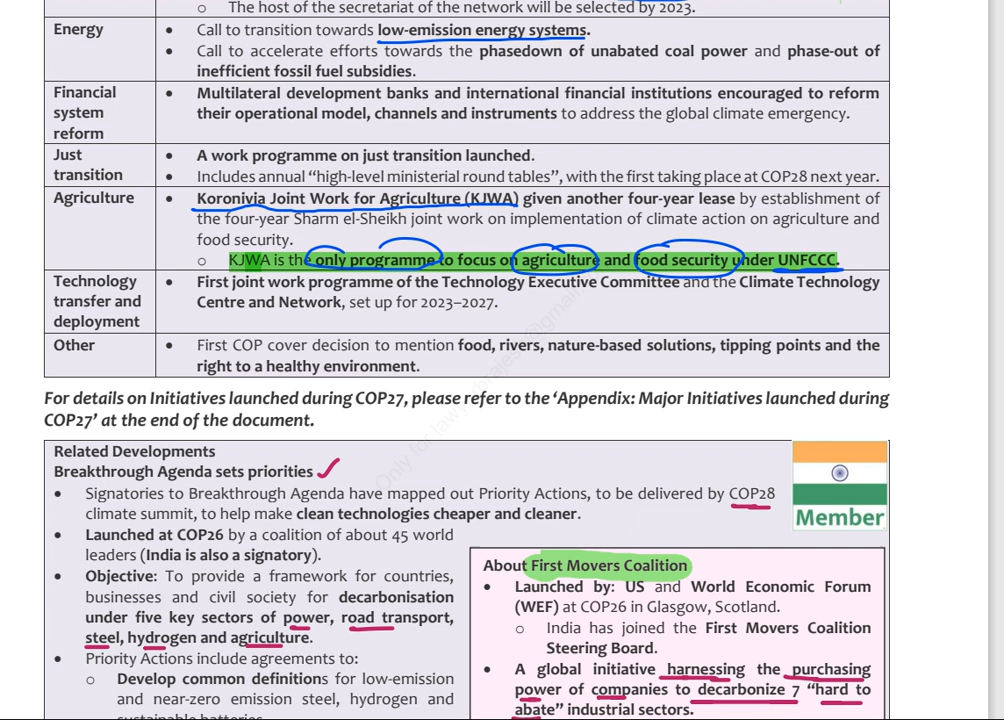 o The host of the secretariat of the network will be selected by 2023.
Energy
• Call to transition towards low-emission energy systems.
• Call to accelerate efforts towards the phasedown of unabated coal power and phase-out of
inefficient fossil fuel subsidies.
Financial
system
reform
• Multilateral development banks and international financial institutions encouraged to reform
their operational model, channels and instruments to address the global climate emergency.
Just
transition
• A work programme on just transition launched.
• Includes annual “high-level ministerial round tables”, with the first taking place at COP28 next year.
Agriculture
• Koronivia Joint Work for Agriculture (KJWA) given another four-year lease by establishment of
the four-year Sharm el-Sheikh joint work on implementation of climate action on agriculture and
food security.
o KJWA is the only programme to focus on agriculture and food security under UNFCCC.
Technology
transfer and
deployment
• First joint work programme of the Technology Executive Committee and the Climate Technology
Centre and Network, set up for 2023–2027.
Other
• First COP cover decision to mention food, rivers, nature-based solutions, tipping points and the
right to a healthy environment.
For details on Initiatives launched during COP27, please refer to the ‘Appendix: Major Initiatives launched during
COP27’ at the end of the document.
Related Developments
Breakthrough Agenda sets priorities
• Signatories to Breakthrough Agenda have mapped out Priority Actions, to be delivered by COP28
climate summit, to help make clean technologies cheaper and cleaner.
• Launched at COP26 by a coalition of about 45 world
leaders (India is also a signatory).
• Objective: To provide a framework for countries,
businesses and civil society for decarbonisation
under five key sectors of power, road transport,
steel, hydrogen and agriculture.
• Priority Actions include agreements to:
o Develop common definitions for low-emission
and near-zero emission steel, hydrogen and
sustainable batteries.
Member
About First Movers Coalition
• Launched by: US and World Economic Forum
(WEF) at COP26 in Glasgow, Scotland.
o India has joined the First Movers Coalition
Steering Board.
• A global initiative harnessing the purchasing
power of companies to decarbonize 7 “hard to
abate” industrial sectors.
Only for